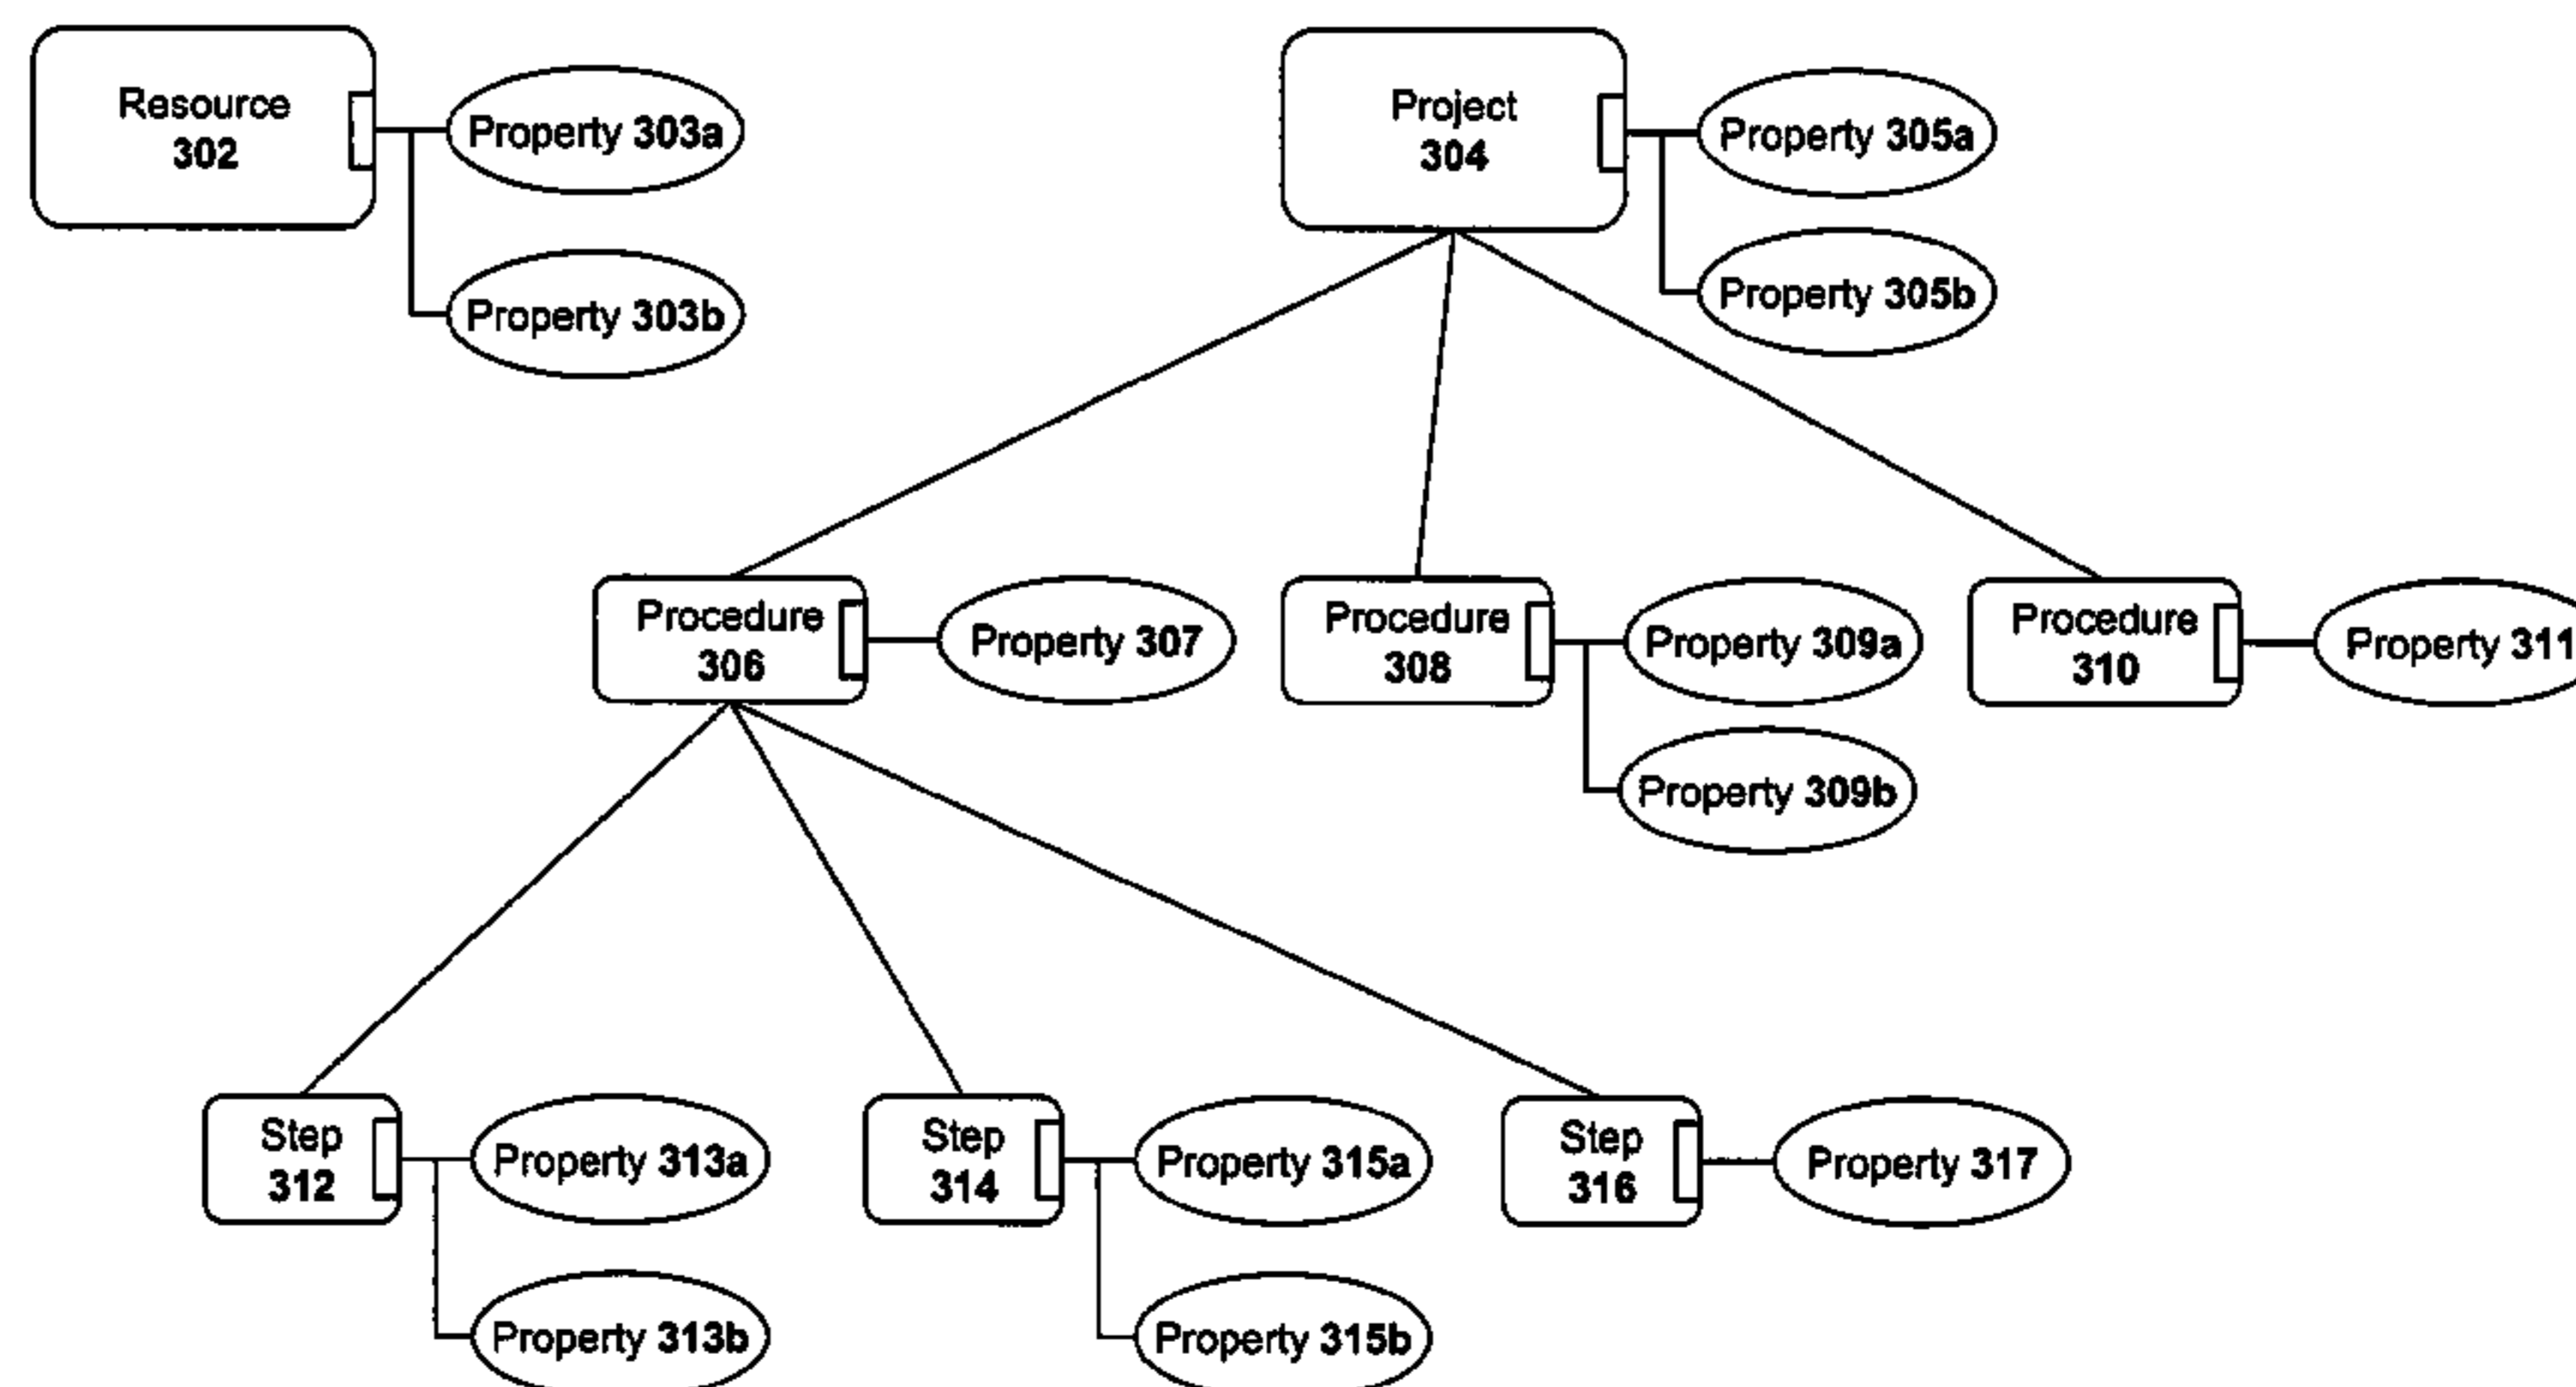 Resource
302
Property 303a
Property 303b
Project
304
Property 305a
Property 305b
Procedure
306
Property 307
Procedure
308
Property 309a
Property 309b
Procedure
310
Property 311
Step
312
Property 313a
Property 313b
Step
314
Property 315a
Property 315b
Step
316
Property 317